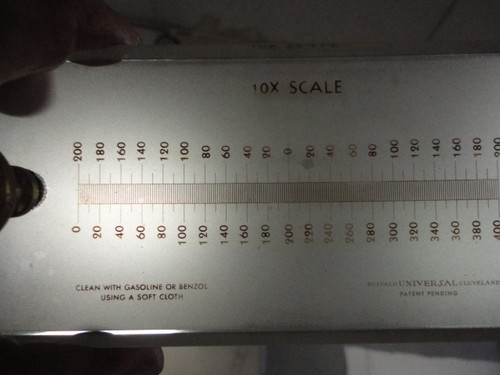 10X SCALE
200 180 160 140 120 100 80 60 40 20 0 20 40 60 80 100 120 140 160 180 200
0 20 40 60 80 100 120 140 160 180 200 220 240 260 280 300 320 340 360 380 400
CLEAN WITH GASOLINE OR BENZOL
USING A SOFT CLOTH
UNIVERSAL CLEVELAND
PATENT PENDING